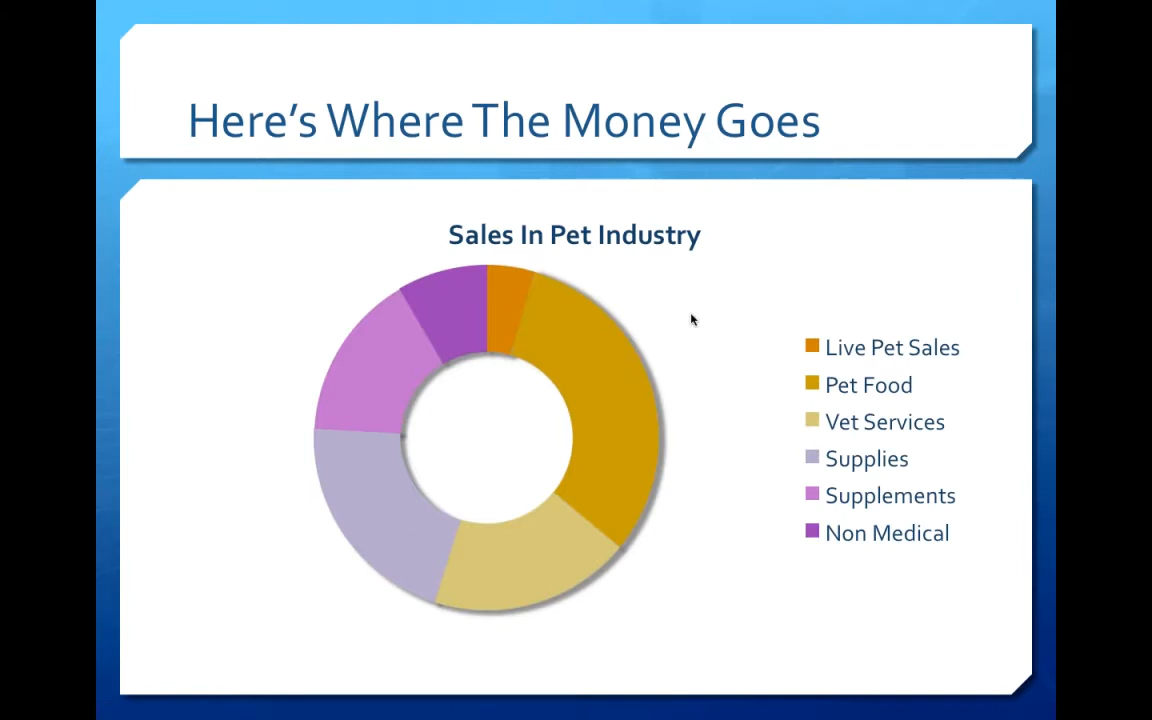 Here’s Where The Money Goes
Sales In Pet Industry
Live Pet Sales
Pet Food
Vet Services
Supplies
Supplements
Non Medical